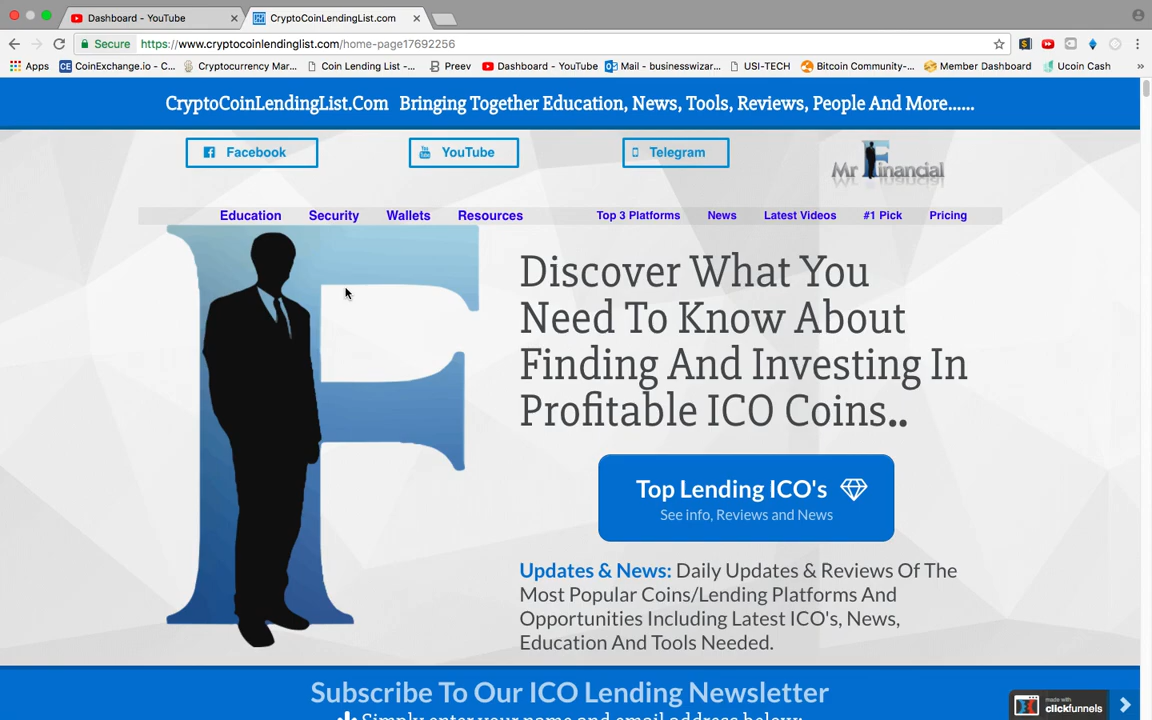 Dashboard - YouTube
CryptoCoinLendingList.com
Secure
https://www.cryptocoinlendinglist.com/home-page17692256
Apps
CoinExchange.io - C...
Cryptocurrency Mar...
Coin Lending List -...
Preev
Dashboard - YouTube
Mail - businesswizar...
USI-TECH
Bitcoin Community-...
Member Dashboard
Ucoin Cash
CryptoCoinLendingList.Com Bringing Together Education, News, Tools, Reviews, People And More......
Facebook
YouTube
Telegram
Mr Financial
Education Security Wallets Resources Top 3 Platforms News Latest Videos #1 Pick Pricing
Discover What You
Need To Know About
Finding And Investing In
Profitable ICO Coins..
Top Lending ICO's
See info, Reviews and News
Updates & News: Daily Updates & Reviews Of The
Most Popular Coins/Lending Platforms And
Opportunities Including Latest ICO's, News,
Education And Tools Needed.
Subscribe To Our ICO Lending Newsletter
Simply enter your name and email address below:
made with
clickfunnels